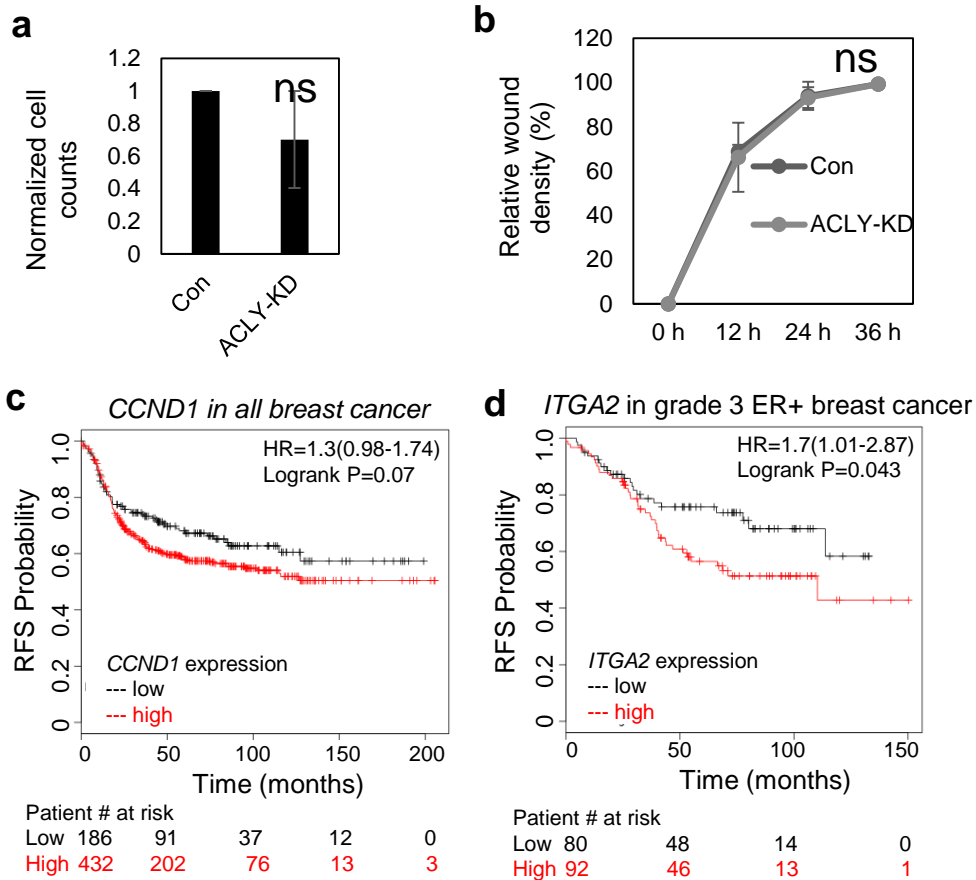 a
1.2
1
0.8
0.6
0.4
0.2
0
Normalized cell
counts
ns
Con
ACLY-KD
b
120
100
80
60
40
20
0
Relative wound
density (%)
ns
Con
ACLY-KD
0 h 12 h 24 h 36 h
c
CCND1 in all breast cancer
HR=1.3(0.98-1.74)
Logrank P=0.07
1.0
0.8
0.6
0.4
0.2
0
RFS Probability
CCND1 expression
--- low
--- high
0 50 100 150 200
Time (months)
Patient # at risk
Low 186 91 37 12 0
High 432 202 76 13 3
d
ITGA2 in grade 3 ER+ breast cancer
HR=1.7(1.01-2.87)
Logrank P=0.043
1.0
0.8
0.6
0.4
0.2
0
RFS Probability
ITGA2 expression
--- low
--- high
0 50 100 150
Time (months)
Patient # at risk
Low 80 48 14 0
High 92 46 13 1